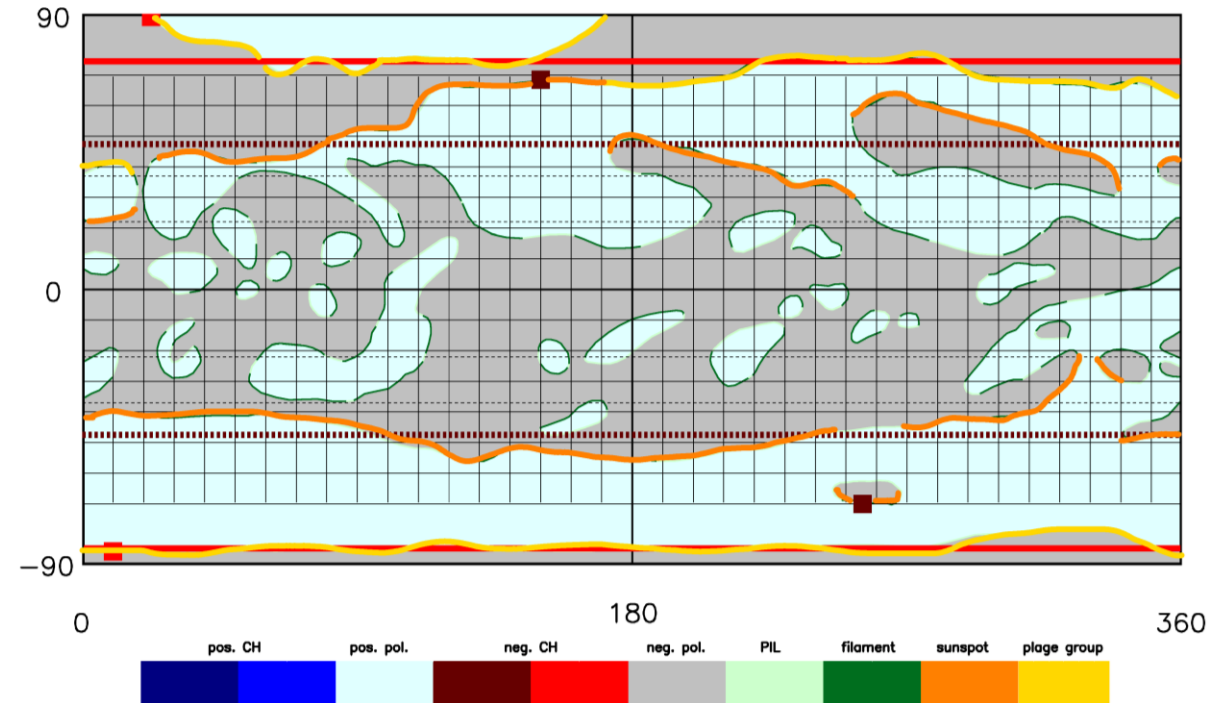 90
0
−90
0 180 360
pos. CH pos. pol. neg. CH neg. pol. PIL filament sunspot plage group